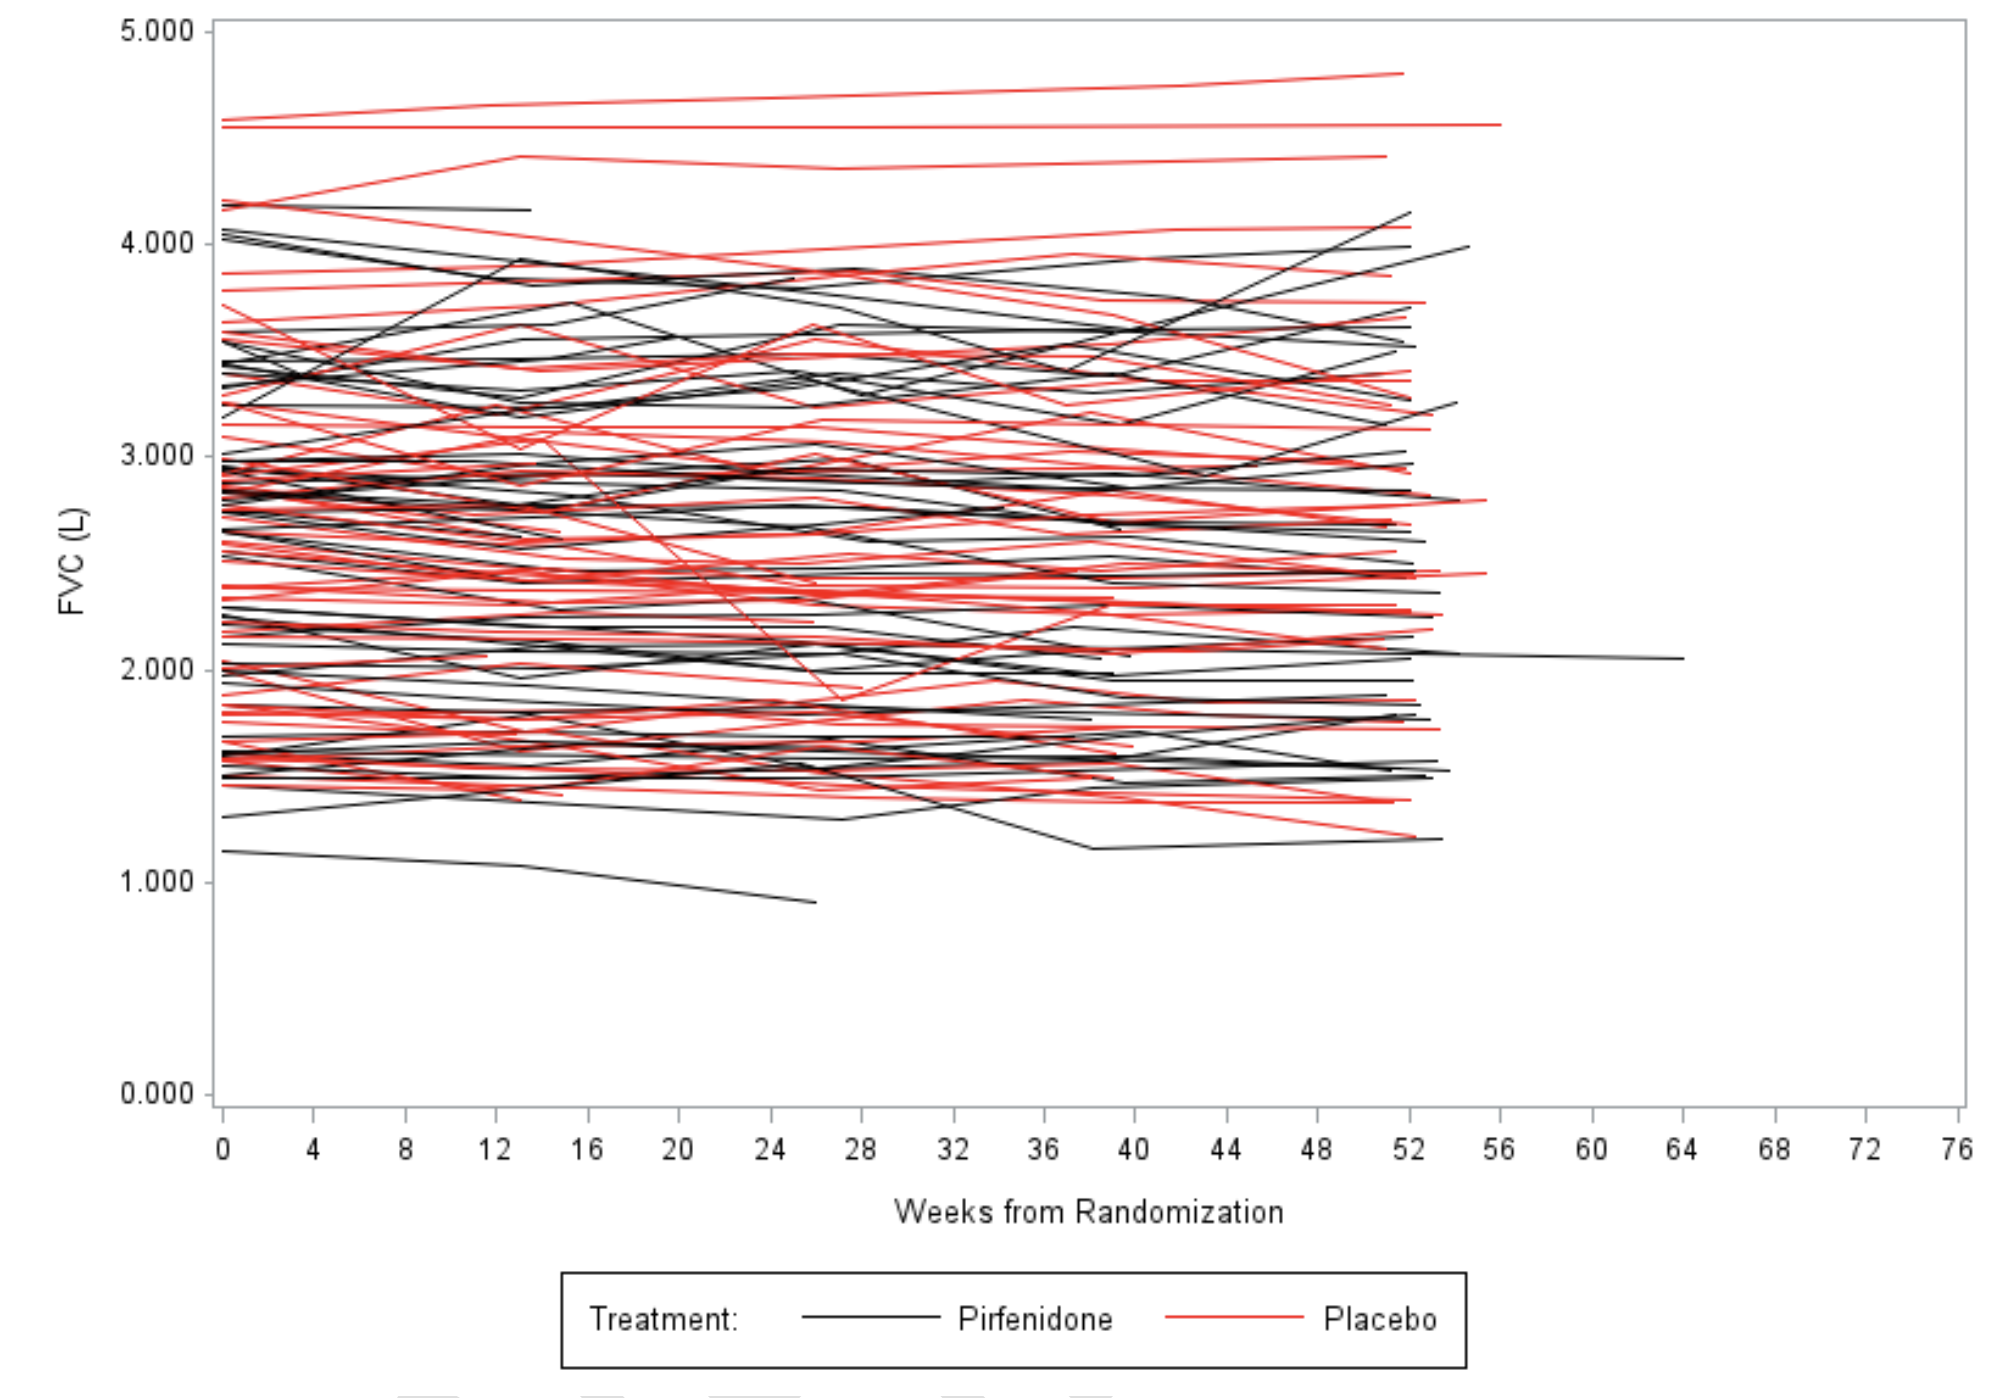 5.000
4.000
3.000
2.000
1.000
0.000
FVC (L)
0 4 8 12 16 20 24 28 32 36 40 44 48 52 56 60 64 68 72 76
Weeks from Randomization
Treatment: Pirfenidone Placebo